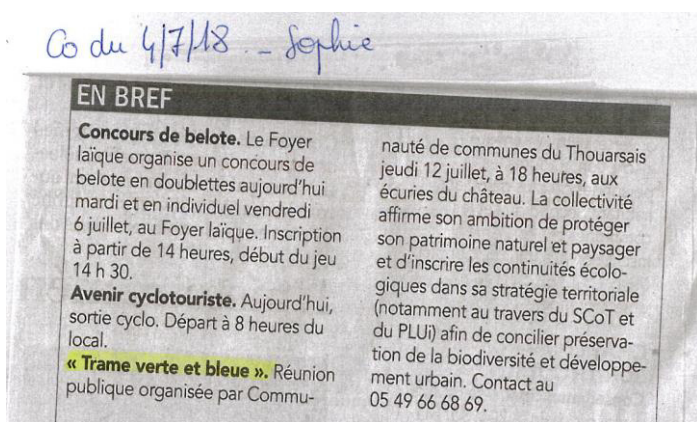 Co du 4/7/18 - Sophie
EN BREF
Concours de belote. Le Foyer
laïque organise un concours de
belote en doublettes aujourd'hui
mardi et en individuel vendredi
6 juillet, au Foyer laïque. Inscription
à partir de 14 heures, début du jeu
14 h 30.
Avenir cyclotouriste. Aujourd'hui,
sortie cyclo. Départ à 8 heures du
local.
« Trame verte et bleue ». Réunion
publique organisée par Commu-
nauté de communes du Thouarsais
jeudi 12 juillet, à 18 heures, aux
écuries du château. La collectivité
affirme son ambition de protéger
son patrimoine naturel et paysager
et d'inscrire les continuités écolo-
giques dans sa stratégie territoriale
(notamment au travers du SCoT et
du PLUi) afin de concilier préserva-
tion de la biodiversité et développe-
ment urbain. Contact au
05 49 66 68 69.